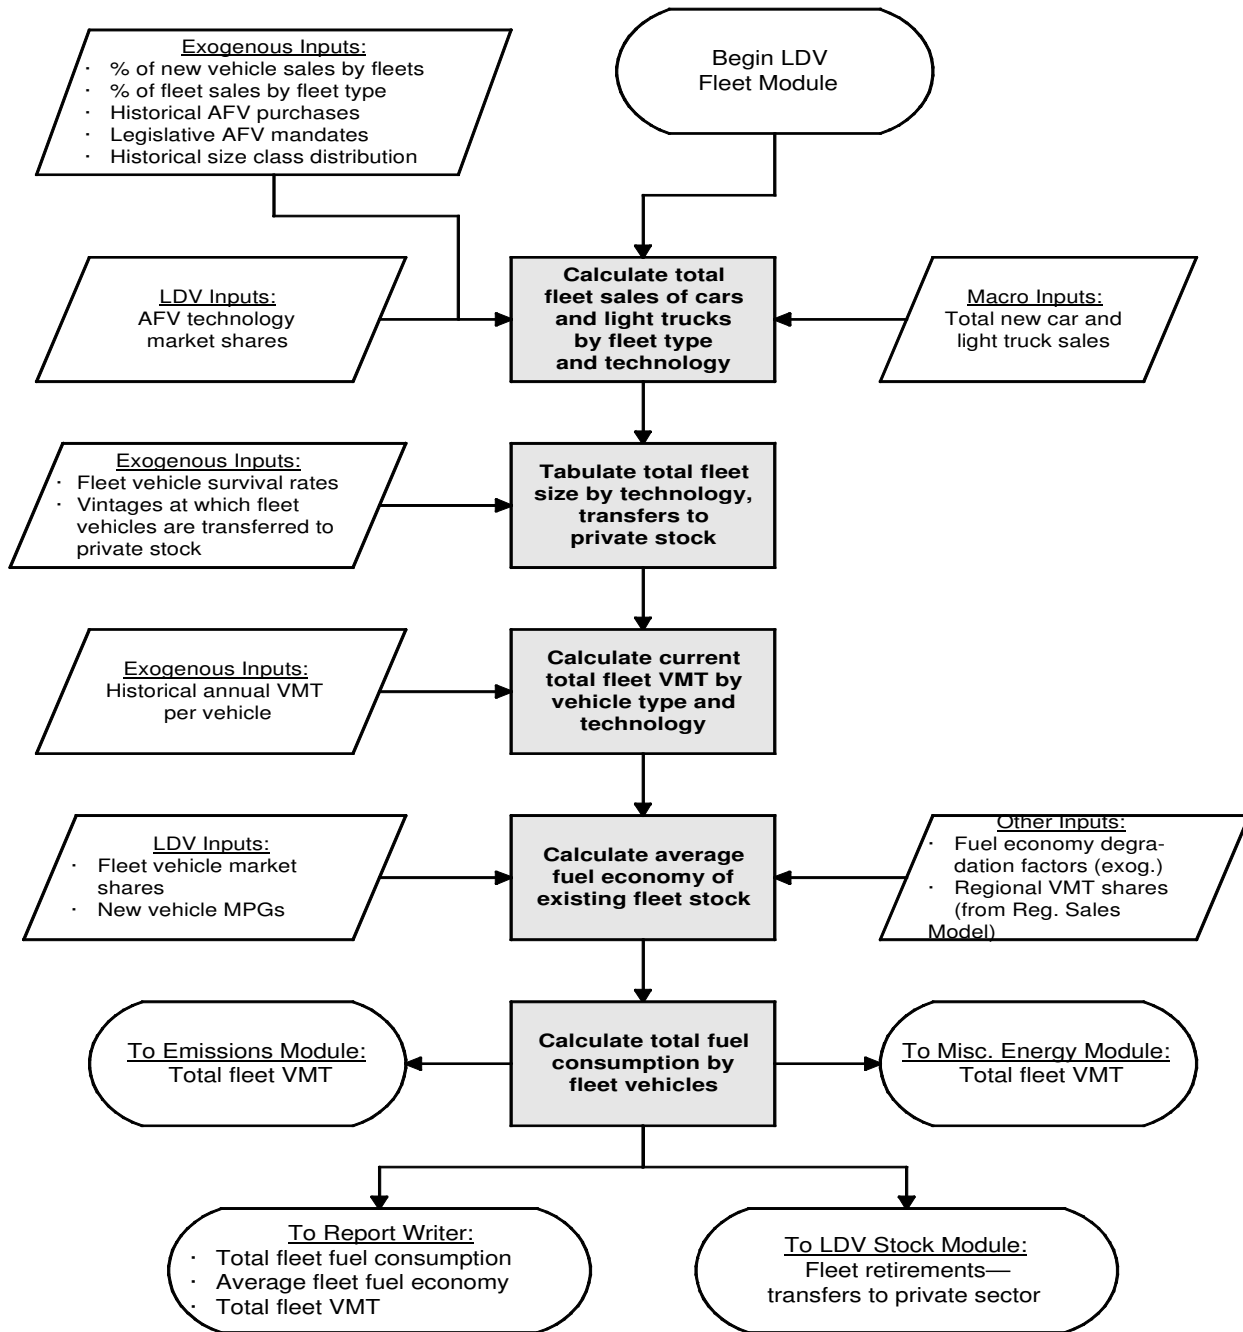 Exogenous Inputs:
· % of new vehicle sales by fleets
· % of fleet sales by fleet type
· Historical AFV purchases
· Legislative AFV mandates
· Historical size class distribution
Begin LDV
Fleet Module
LDV Inputs:
AFV technology
market shares
Calculate total
fleet sales of cars
and light trucks
by fleet type
and technology
Macro Inputs:
Total new car and
light truck sales
Exogenous Inputs:
· Fleet vehicle survival rates
· Vintages at which fleet
vehicles are transferred to
private stock
Tabulate total fleet
size by technology,
transfers to
private stock
Exogenous Inputs:
Historical annual VMT
per vehicle
Calculate current
total fleet VMT by
vehicle type and
technology
LDV Inputs:
· Fleet vehicle market
shares
· New vehicle MPGs
Calculate average
fuel economy of
existing fleet stock
Other Inputs:
· Fuel economy degra-
dation factors (exog.)
· Regional VMT shares
(from Reg. Sales
Model)
To Emissions Module:
Total fleet VMT
Calculate total fuel
consumption by
fleet vehicles
To Misc. Energy Module:
Total fleet VMT
To Report Writer:
· Total fleet fuel consumption
· Average fleet fuel economy
· Total fleet VMT
To LDV Stock Module:
Fleet retirements—
transfers to private sector